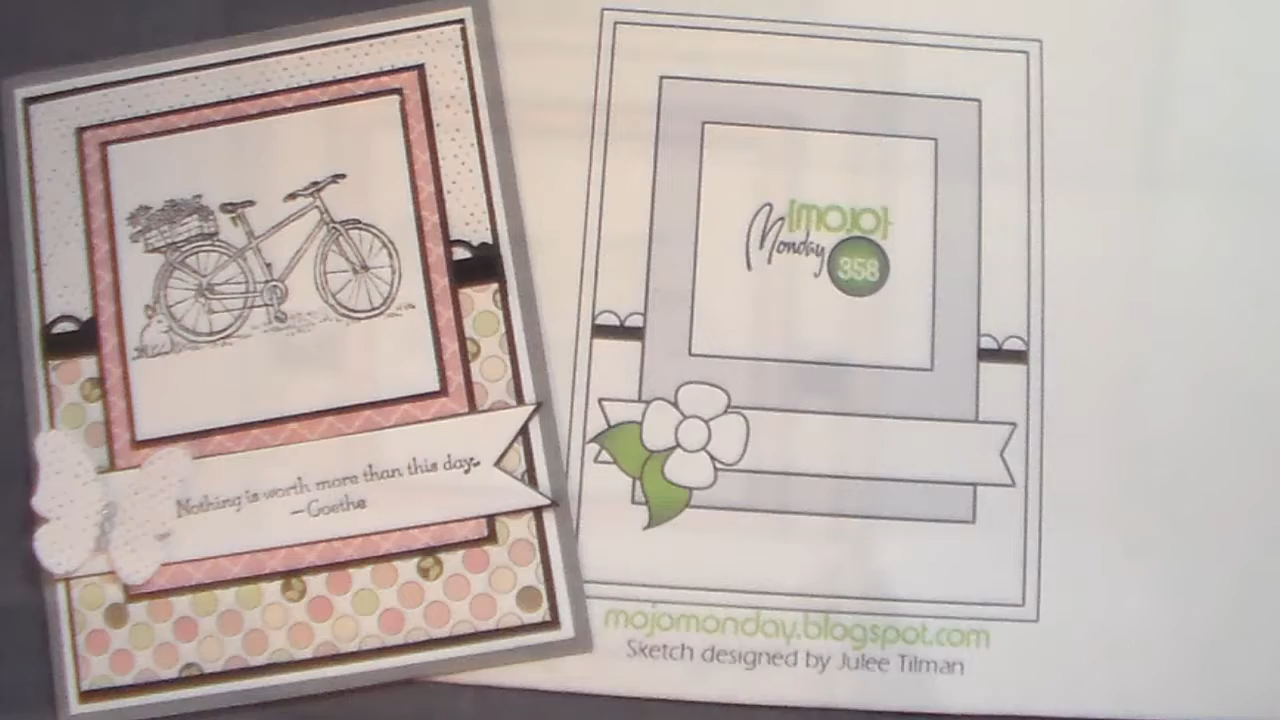 Nothing is worth more than this day.
—Goethe
{mojo}
Monday
358
mojomonday.blogspot.com
Sketch designed by Julee Tilman